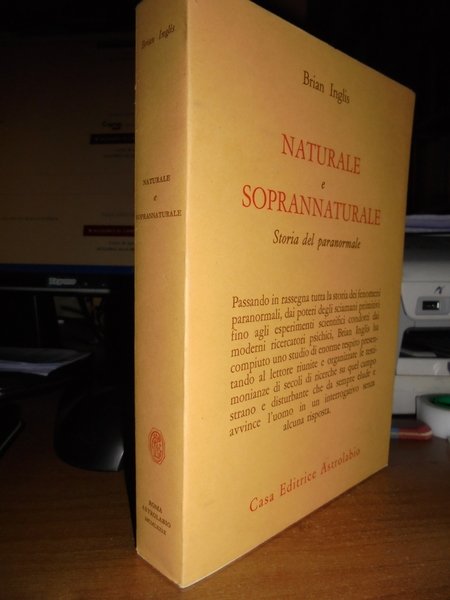 Brian Inglis
NATURALE
e
SOPRANNATURALE
ROMA
ASTROLABIO
MCMLXXIX
Brian Inglis
NATURALE
e
SOPRANNATURALE
Storia del paranormale
Passando in rassegna tutta la storia dei fenomeni
paranormali, dai poteri degli sciamani primitivi
fino agli esperimenti scientifici condotti dai
moderni ricercatori psichici, Brian Inglis ha
compiuto uno studio di enorme respiro presen-
tando al lettore riunite e organizzate le testi-
monianze di secoli di ricerche su quel campo
strano e disturbante che da sempre elude e
avvince l'uomo in un interrogativo senza
alcuna risposta.
Casa Editrice Astrolabio